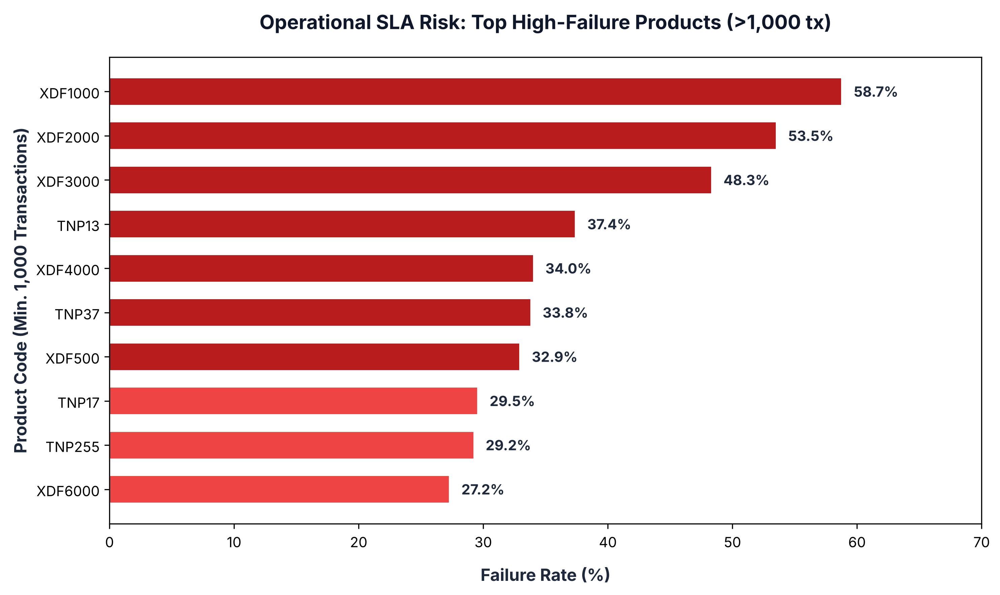 Operational SLA Risk: Top High-Failure Products (>1,000 tx)
Product Code (Min. 1,000 Transactions)
XDF1000 58.7%
XDF2000 53.5%
XDF3000 48.3%
TNP13 37.4%
XDF4000 34.0%
TNP37 33.8%
XDF500 32.9%
TNP17 29.5%
TNP255 29.2%
XDF6000 27.2%
0 10 20 30 40 50 60 70
Failure Rate (%)